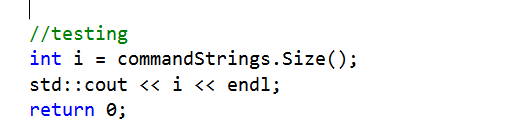 //testing
int i = commandStrings.Size();
std::cout << i << endl;
return 0;